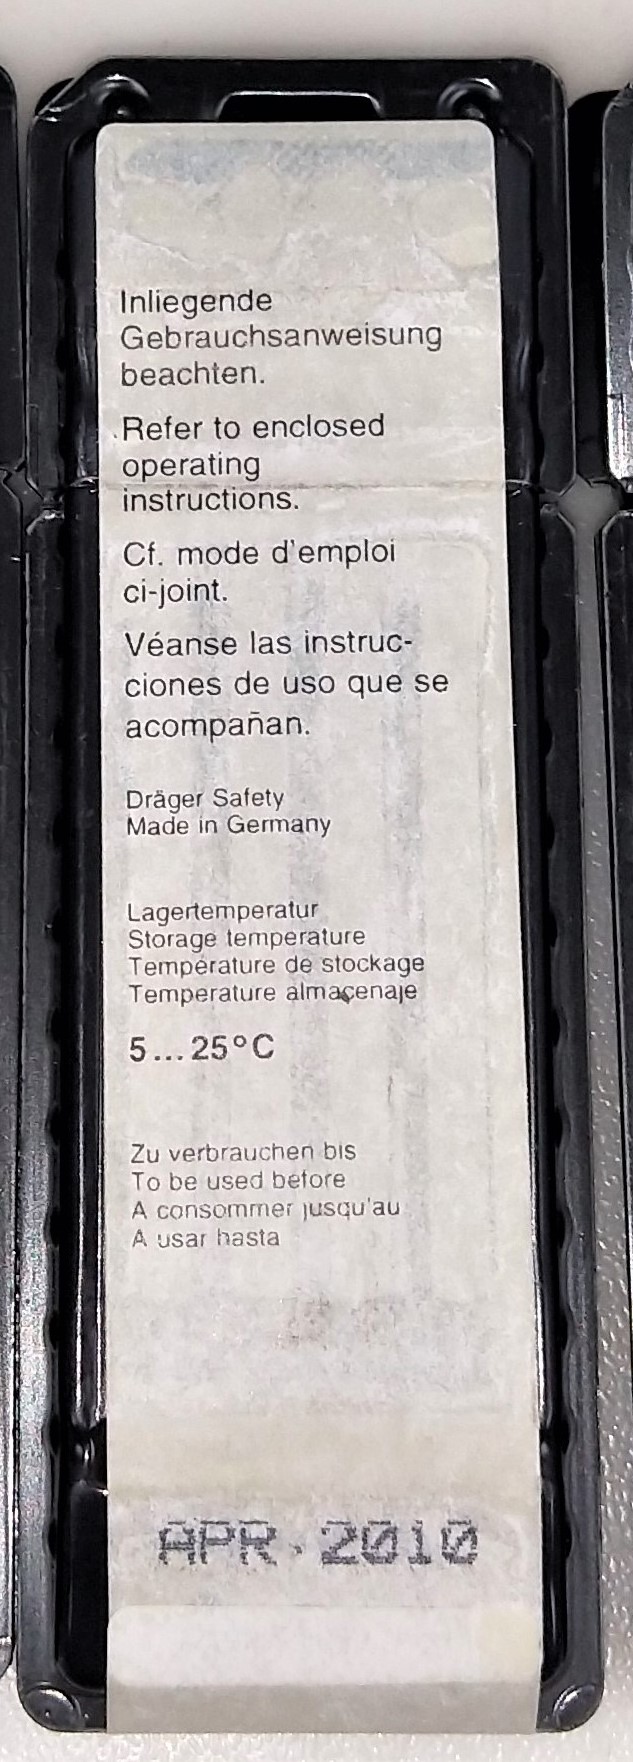 Inliegende
Gebrauchsanweisung
beachten.
Refer to enclosed
operating
instructions.
Cf. mode d'emploi
ci-joint.
Véanse las instruc-
ciones de uso que se
acompañan.
Dräger Safety
Made in Germany
Lagertemperatur
Storage temperature
Température de stockage
Temperature almacenaje
5...25°C
Zu verbrauchen bis
To be used before
A consommer jusqu'au
A usar hasta
APR. 2010